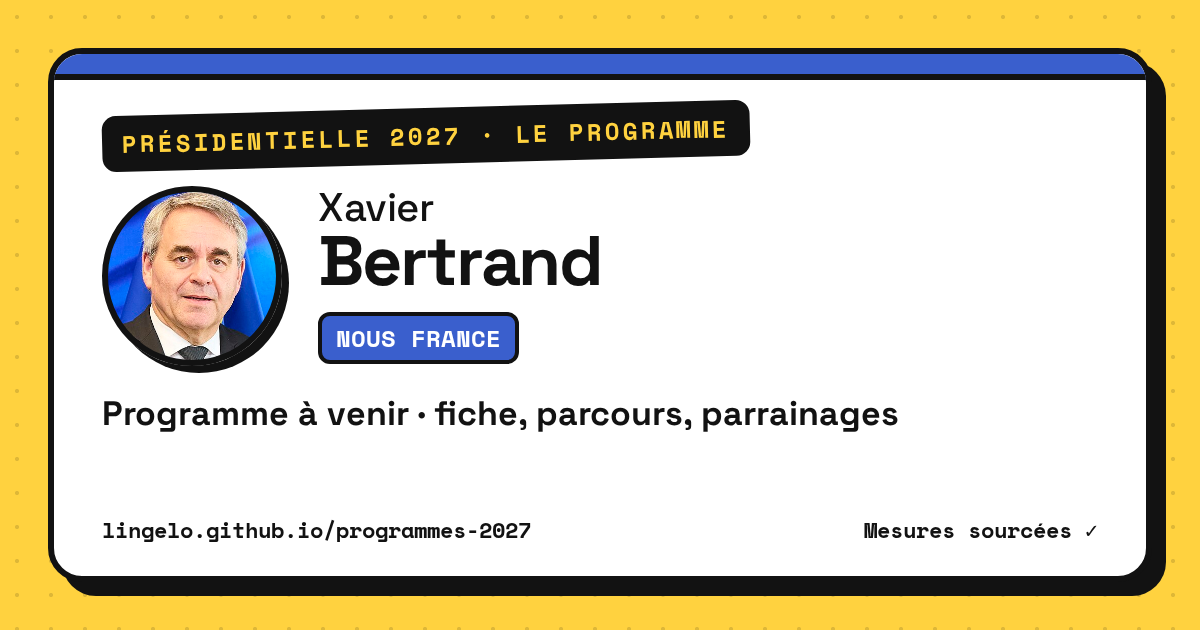 PRÉSIDENTIELLE 2027 · LE PROGRAMME
Xavier
Bertrand
NOUS FRANCE
Programme à venir · fiche, parcours, parrainages
lingelo.github.io/programmes-2027
Mesures sourcées ✓